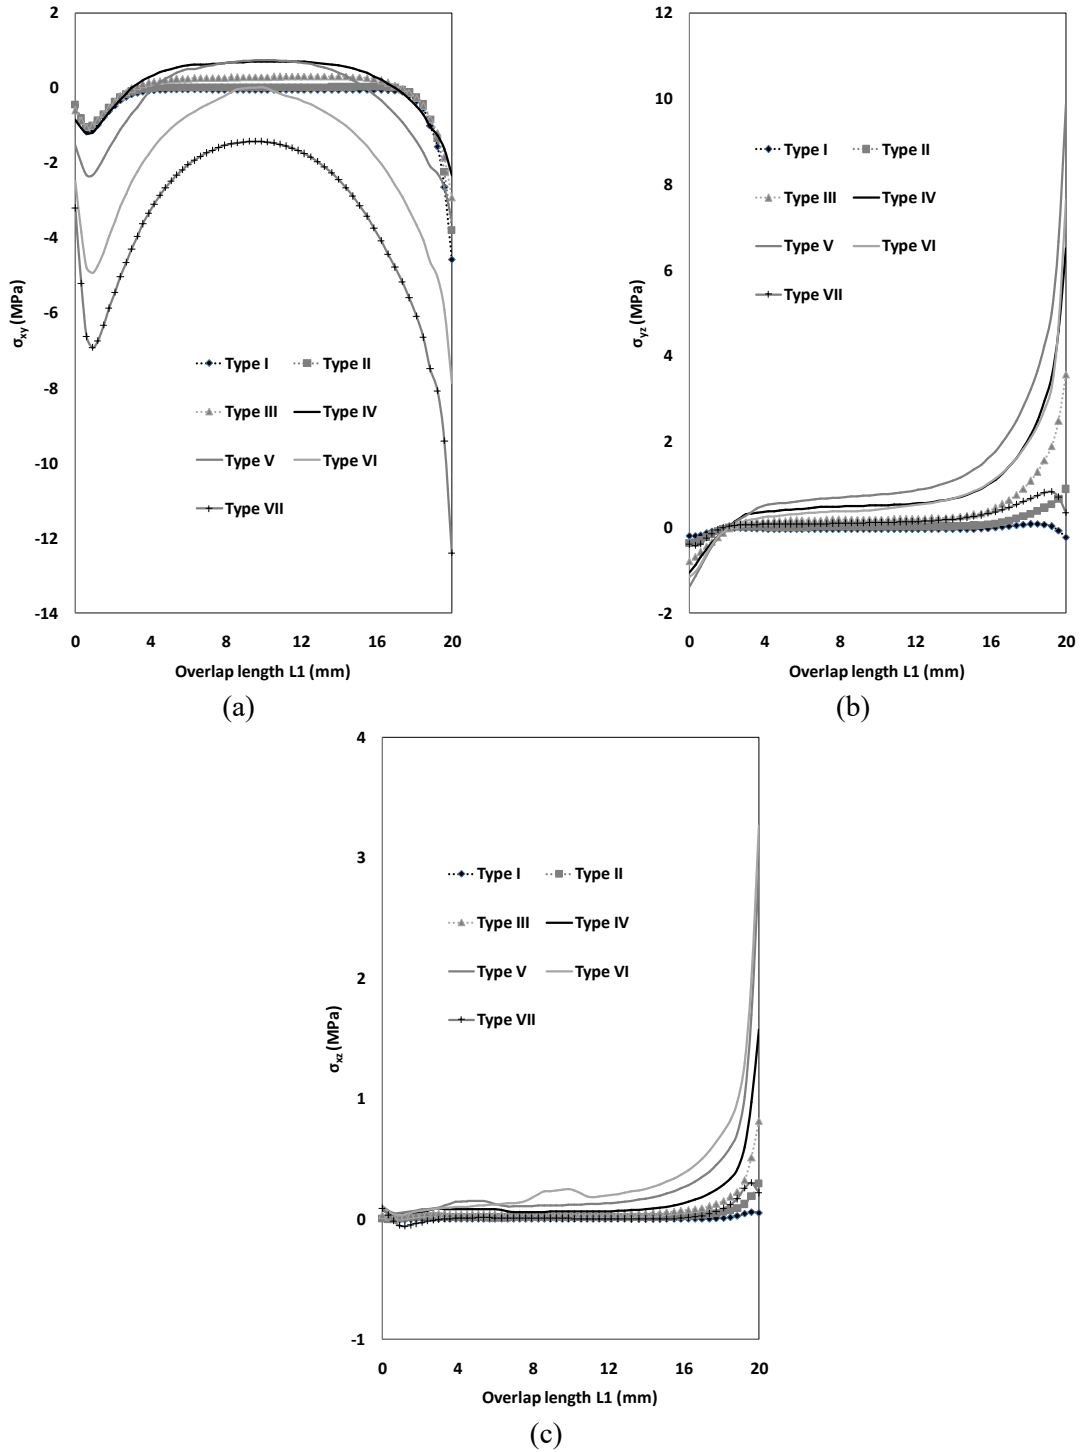 2
0
-2
-4
-6
-8
-10
-12
-14
σxy (MPa)
Type I Type II
Type III Type IV
Type V Type VI
Type VII
0 4 8 12 16 20
Overlap length L1 (mm)
(a)
12
10
8
6
4
2
0
-2
σyz (MPa)
Type I Type II
Type III Type IV
Type V Type VI
Type VII
0 4 8 12 16 20
Overlap length L1 (mm)
(b)
4
3
2
1
0
-1
σxz (MPa)
Type I Type II
Type III Type IV
Type V Type VI
Type VII
0 4 8 12 16 20
Overlap length L1 (mm)
(c)